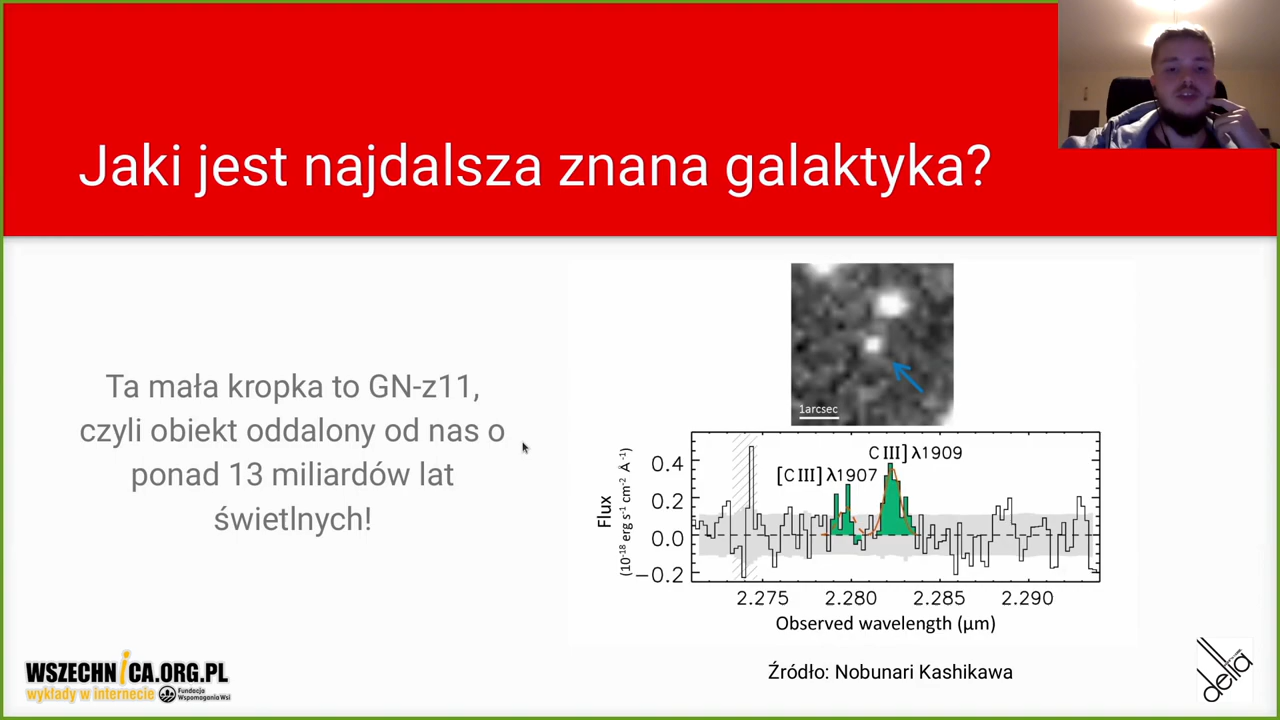 Jaki jest najdalsza znana galaktyka?
Ta mała kropka to GN-z11,
czyli obiekt oddalony od nas o
ponad 13 miliardów lat
świetlnych!
1arcsec
C III] λ1909
[C III] λ1907
Flux
(10⁻¹⁸ erg s⁻¹ cm⁻² Å⁻¹)
0.4
0.2
0.0
−0.2
2.275 2.280 2.285 2.290
Observed wavelength (µm)
Źródło: Nobunari Kashikawa
WSZECHNiCA.ORG.PL
wykłady w internecie
Fundacja
Wspomagania Wsi
delta